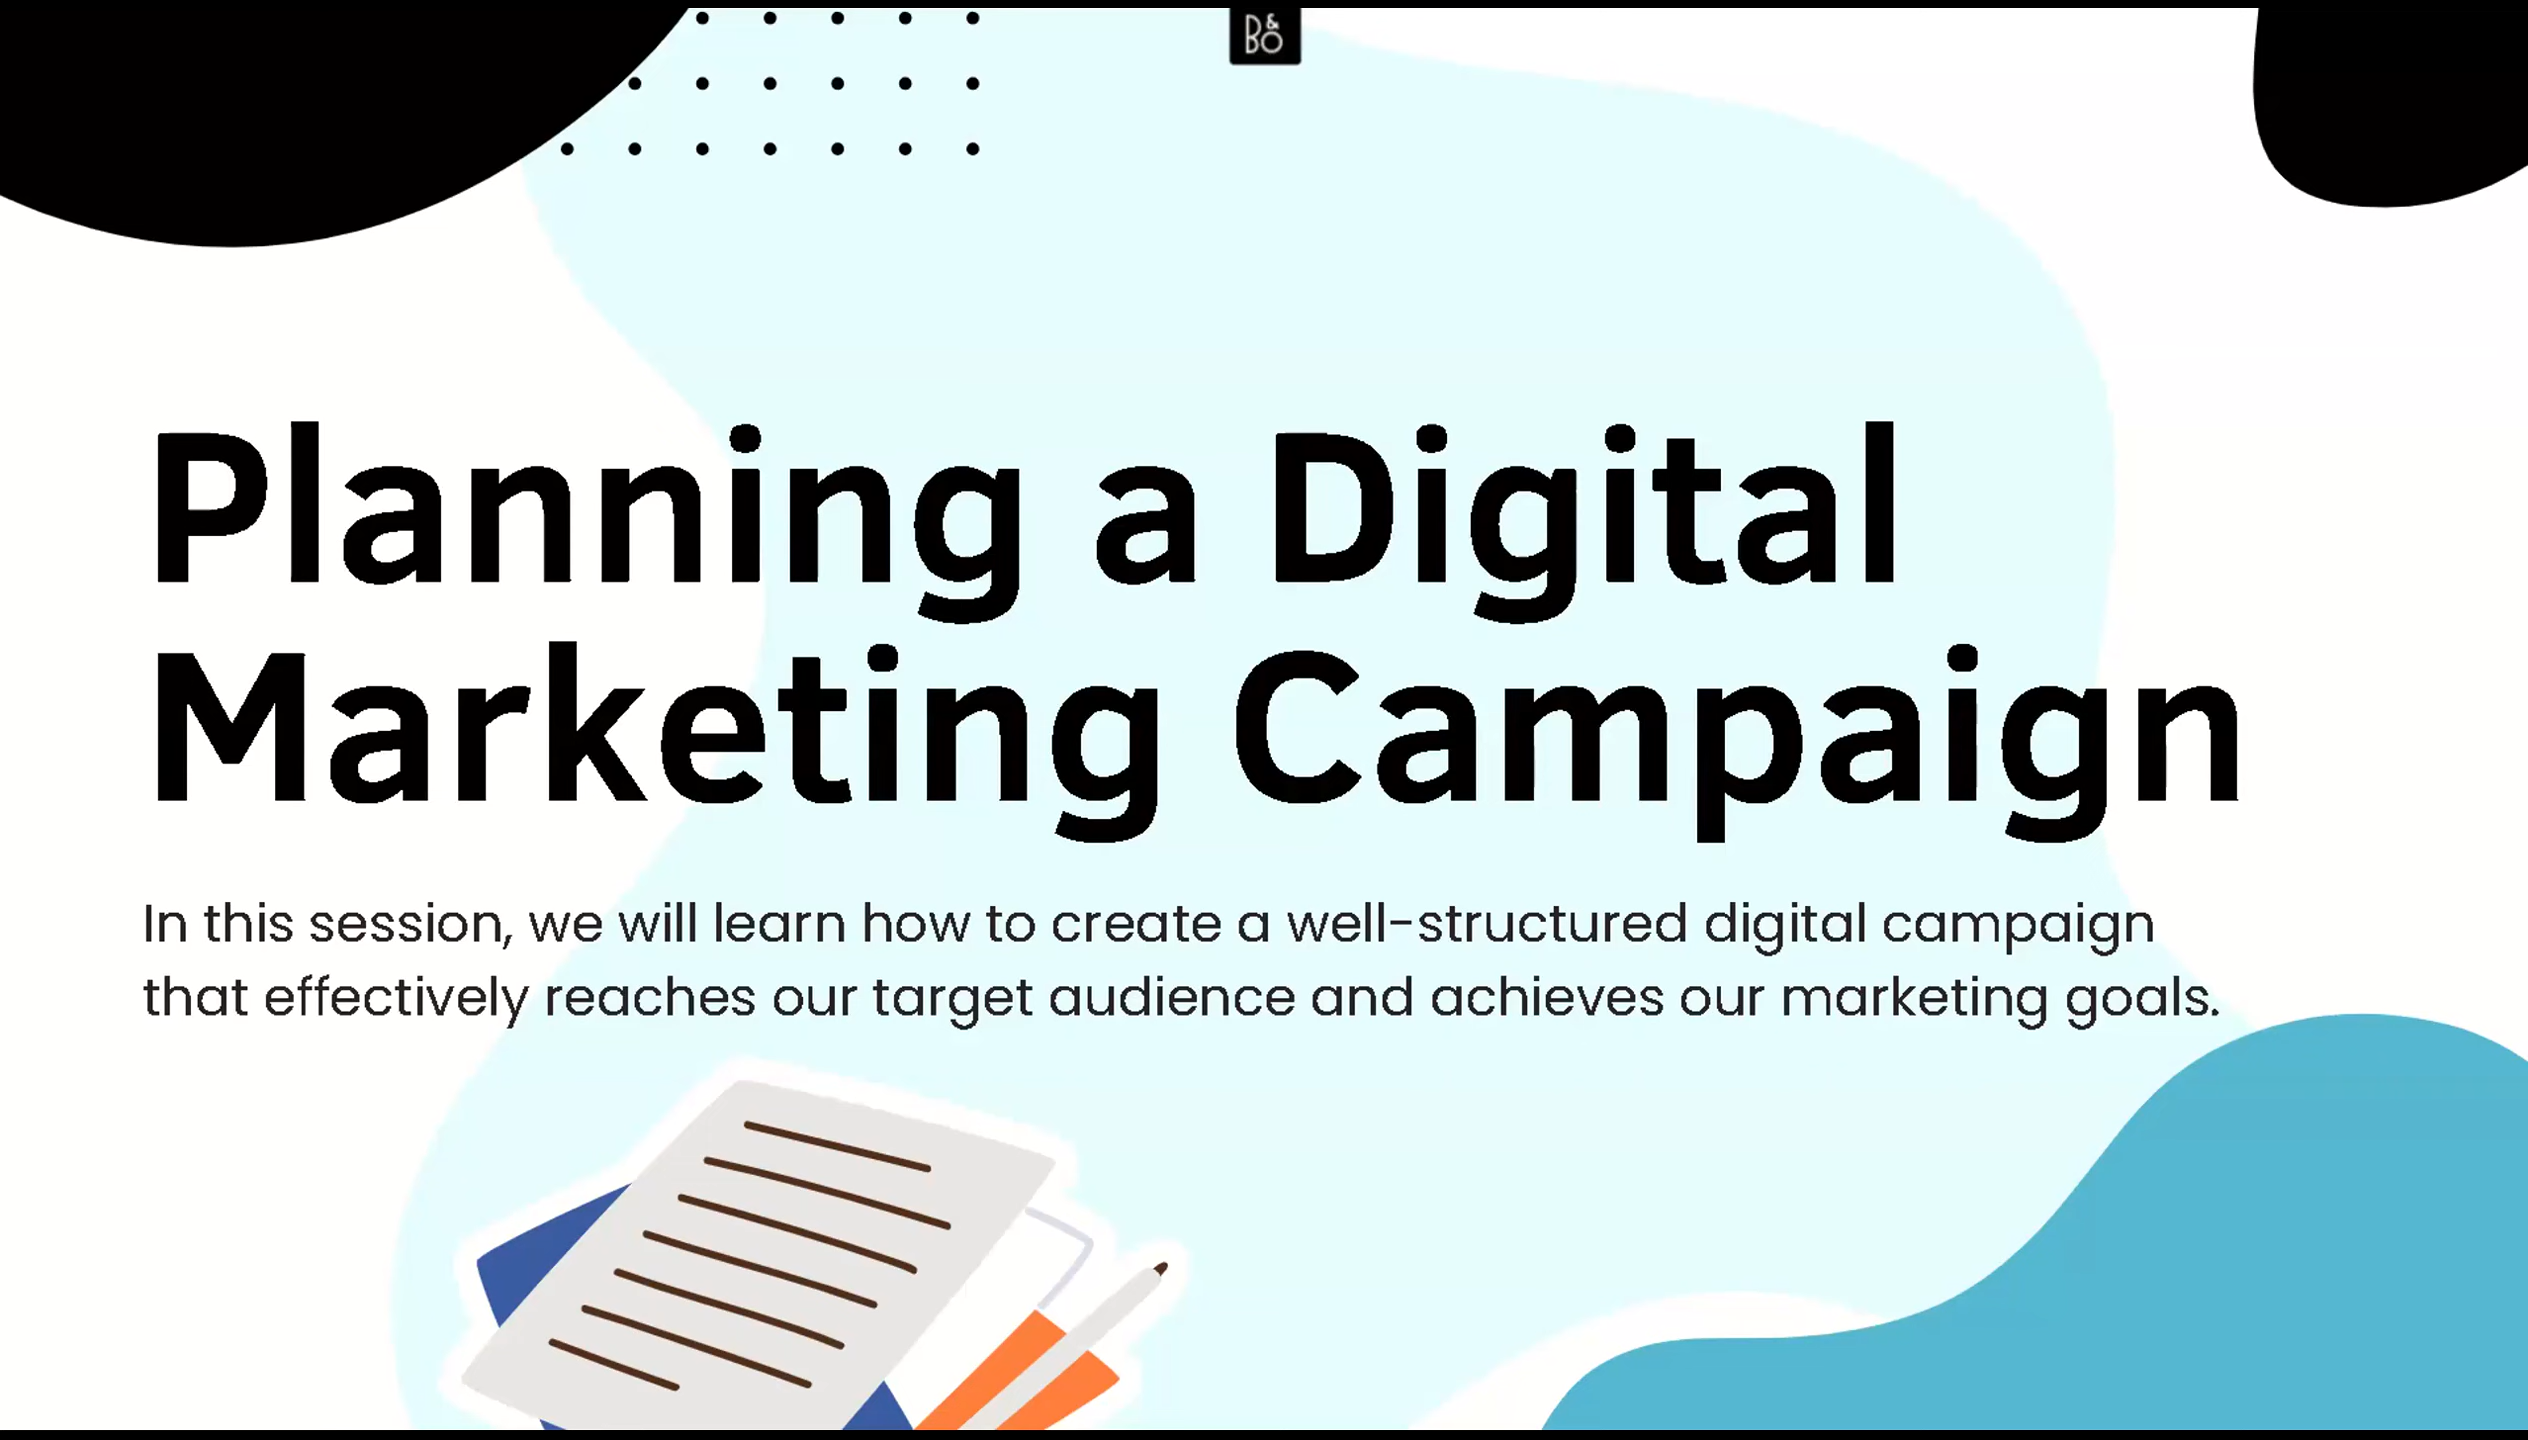 B&O
Planning a Digital
Marketing Campaign
In this session, we will learn how to create a well-structured digital campaign
that effectively reaches our target audience and achieves our marketing goals.